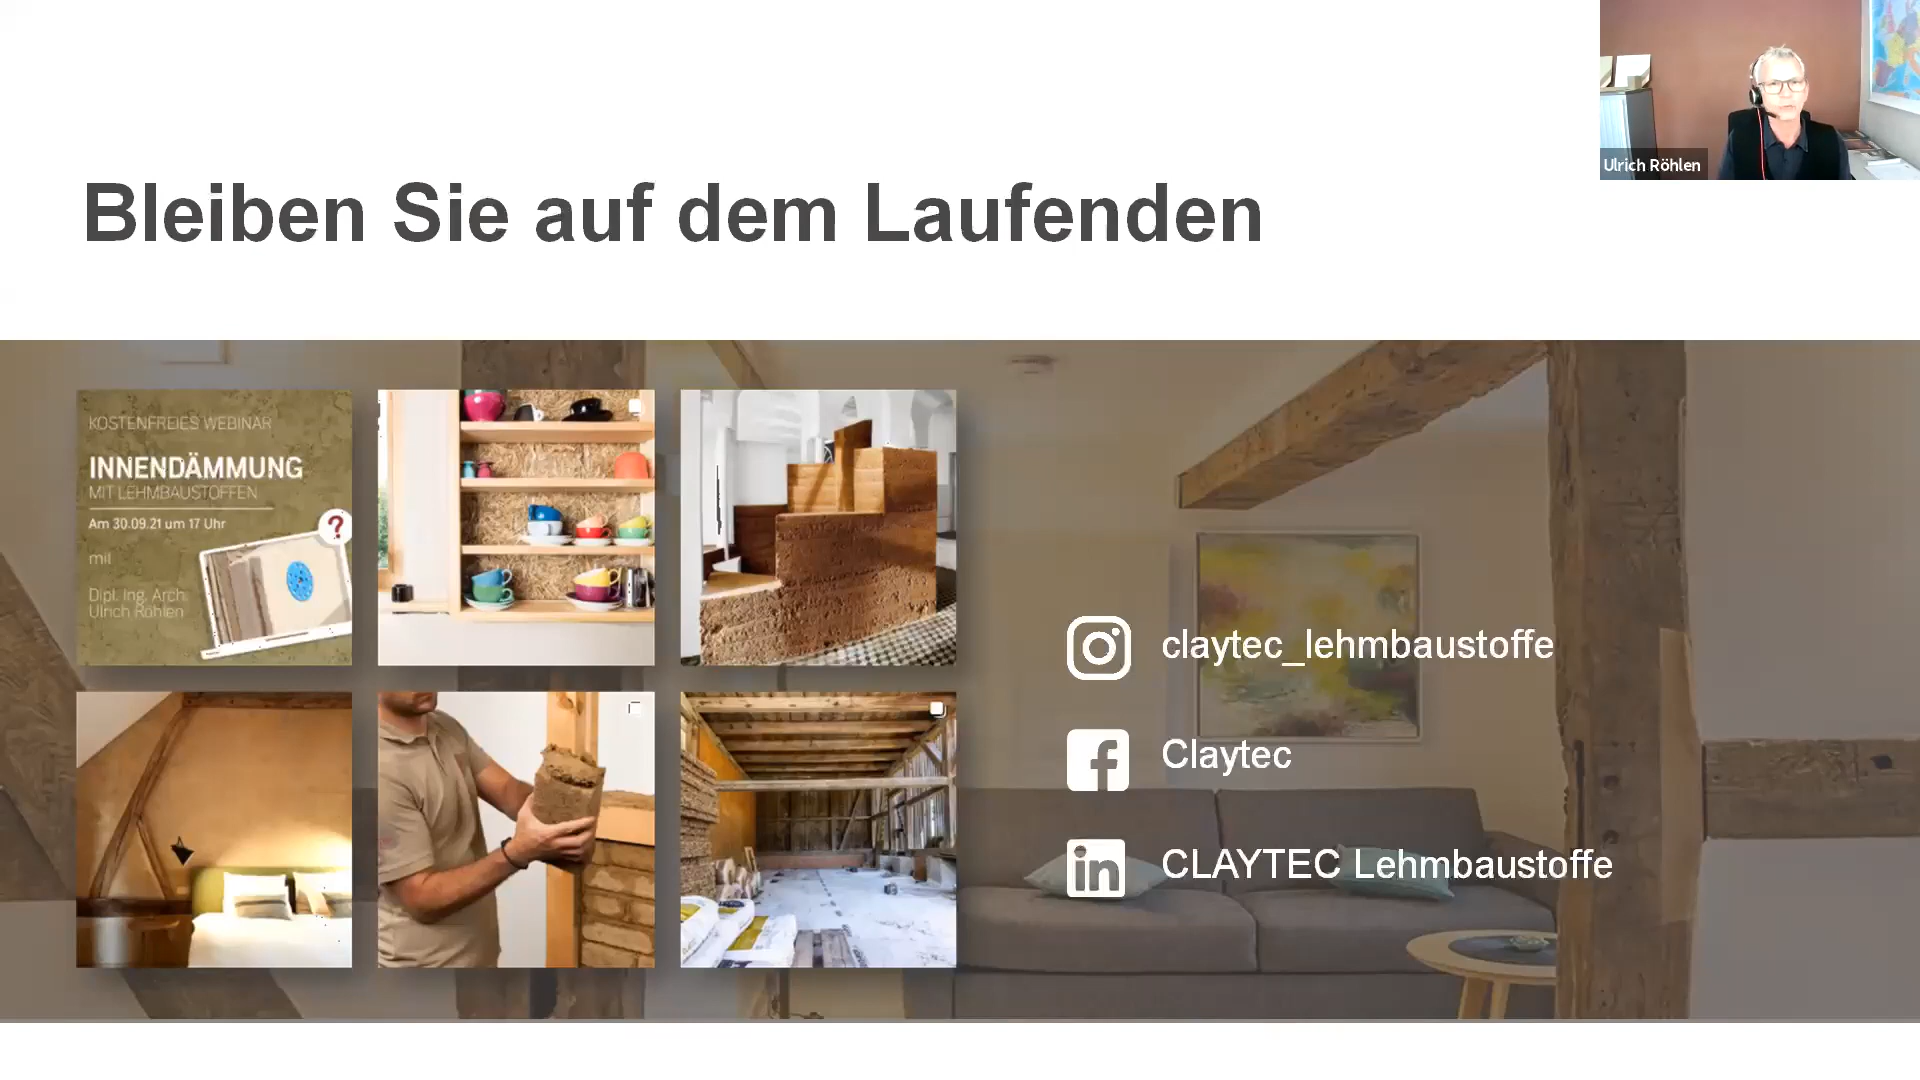 Ulrich Röhlen
Bleiben Sie auf dem Laufenden
KOSTENFREIES WEBINAR
INNENDÄMMUNG
MIT LEHMBAUSTOFFEN
Am 30.09.21 um 17 Uhr
?
mit
Dipl. Ing. Arch.
Ulrich Röhlen
claytec_lehmbaustoffe
Claytec
in
CLAYTEC Lehmbaustoffe